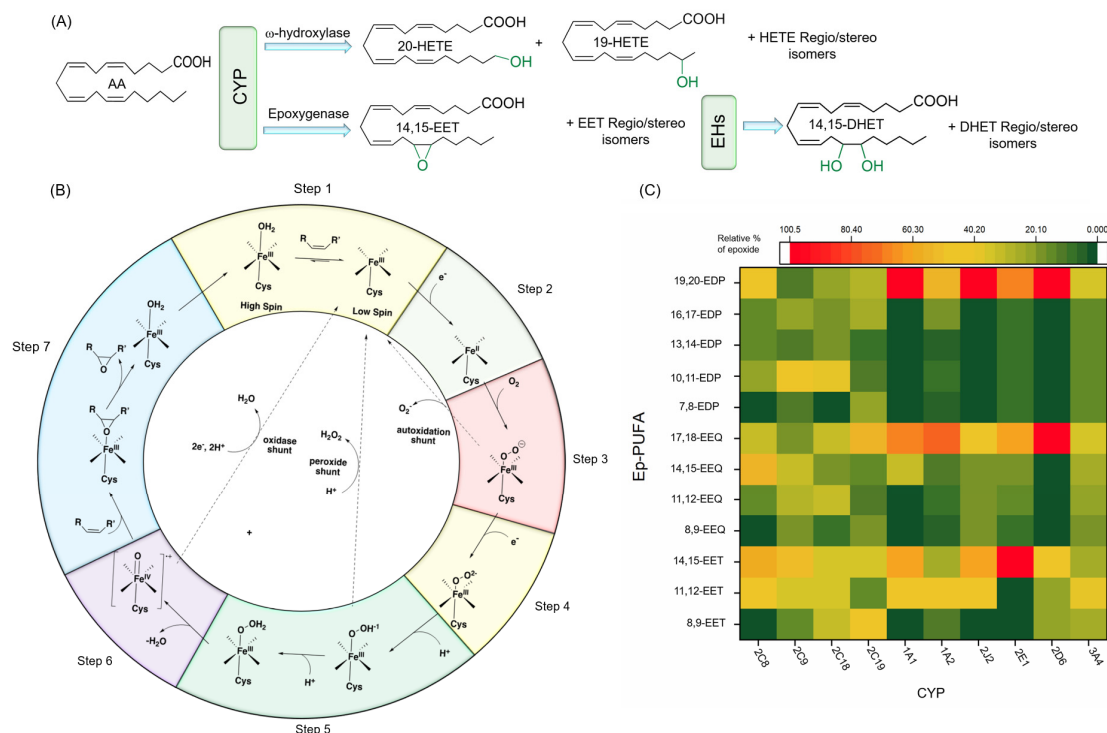 (A)
ω-hydroxylase
COOH
20-HETE
OH
+
COOH
19-HETE
OH
+ HETE Regio/stereo
isomers
COOH
AA
CYP
Epoxygenase
COOH
14,15-EET
O
+ EET Regio/stereo
isomers
EHs
COOH
14,15-DHET
HO OH
+ DHET Regio/stereo
isomers
(B)
Step 1
OH2
FeIII
Cys
R R'
FeIII
Cys
High Spin
Low Spin
e-
Step 2
FeII
Cys
O2
O2-
autoxidation
shunt
Step 3
O O ⊖
FeIII
Cys
e-
Step 4
O O2-
FeIII
Cys
H+
Step 5
O OH-1
FeIII
Cys
H+
O OH2
FeIII
Cys
-H2O
Step 6
O
FeIV
Cys
+
Step 7
R R'
O
FeIII
Cys
R R'
R R'
O
OH2
FeIII
Cys
H2O
2e-, 2H+
oxidase
shunt
H2O2
peroxide
shunt
H+
+
(C)
Relative %
of epoxide
100.5 80.40 60.30 40.20 20.10 0.000
Ep-PUFA
19,20-EDP
16,17-EDP
13,14-EDP
10,11-EDP
7,8-EDP
17,18-EEQ
14,15-EEQ
11,12-EEQ
8,9-EEQ
14,15-EET
11,12-EET
8,9-EET
2C8 2C9 2C18 2C19 1A1 1A2 2J2 2E1 2D6 3A4
CYP